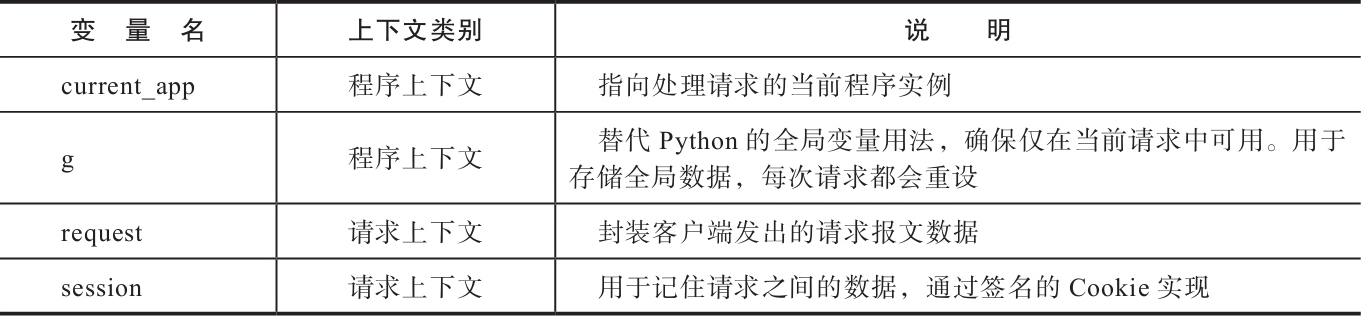 变 量 名 上下文类别 说 明
current_app 程序上下文 指向处理请求的当前程序实例
g 程序上下文 替代 Python 的全局变量用法，确保仅在当前请求中可用。用于
存储全局数据，每次请求都会重设
request 请求上下文 封装客户端发出的请求报文数据
session 请求上下文 用于记住请求之间的数据，通过签名的 Cookie 实现